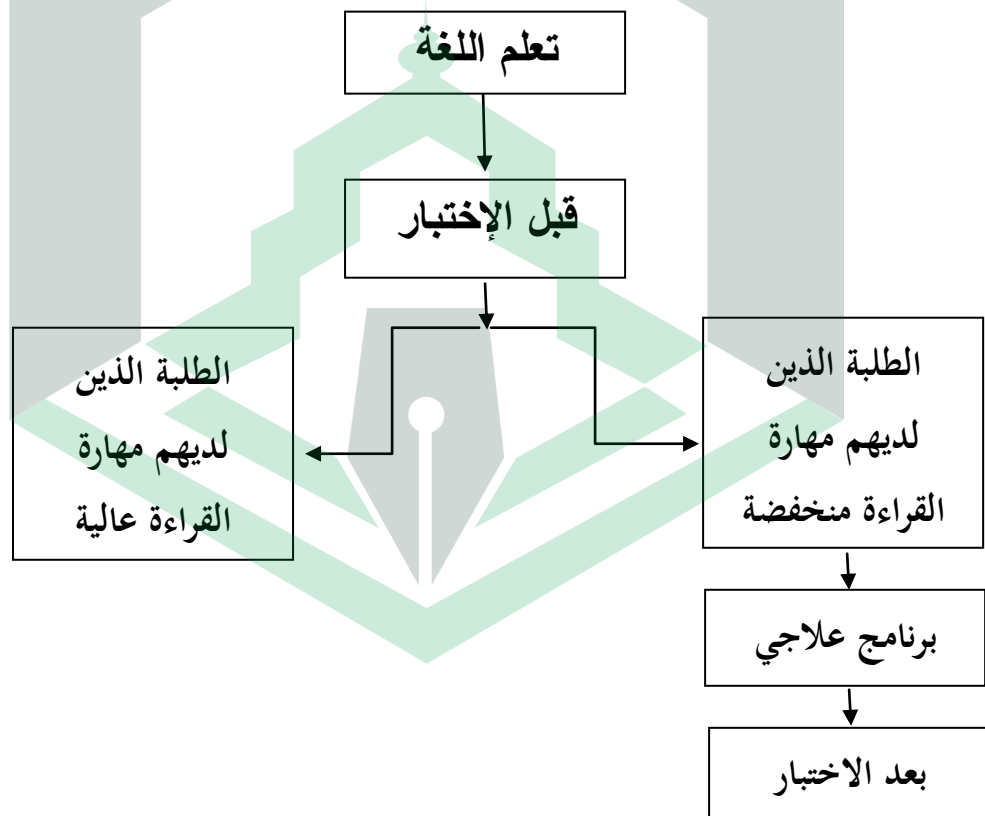 تعلم اللغة
قبل الإختبار
الطلبة الذين
لديهم مهارة
القراءة منخفضة
الطلبة الذين
لديهم مهارة
القراءة عالية
برنامج علاجي
بعد الاختبار